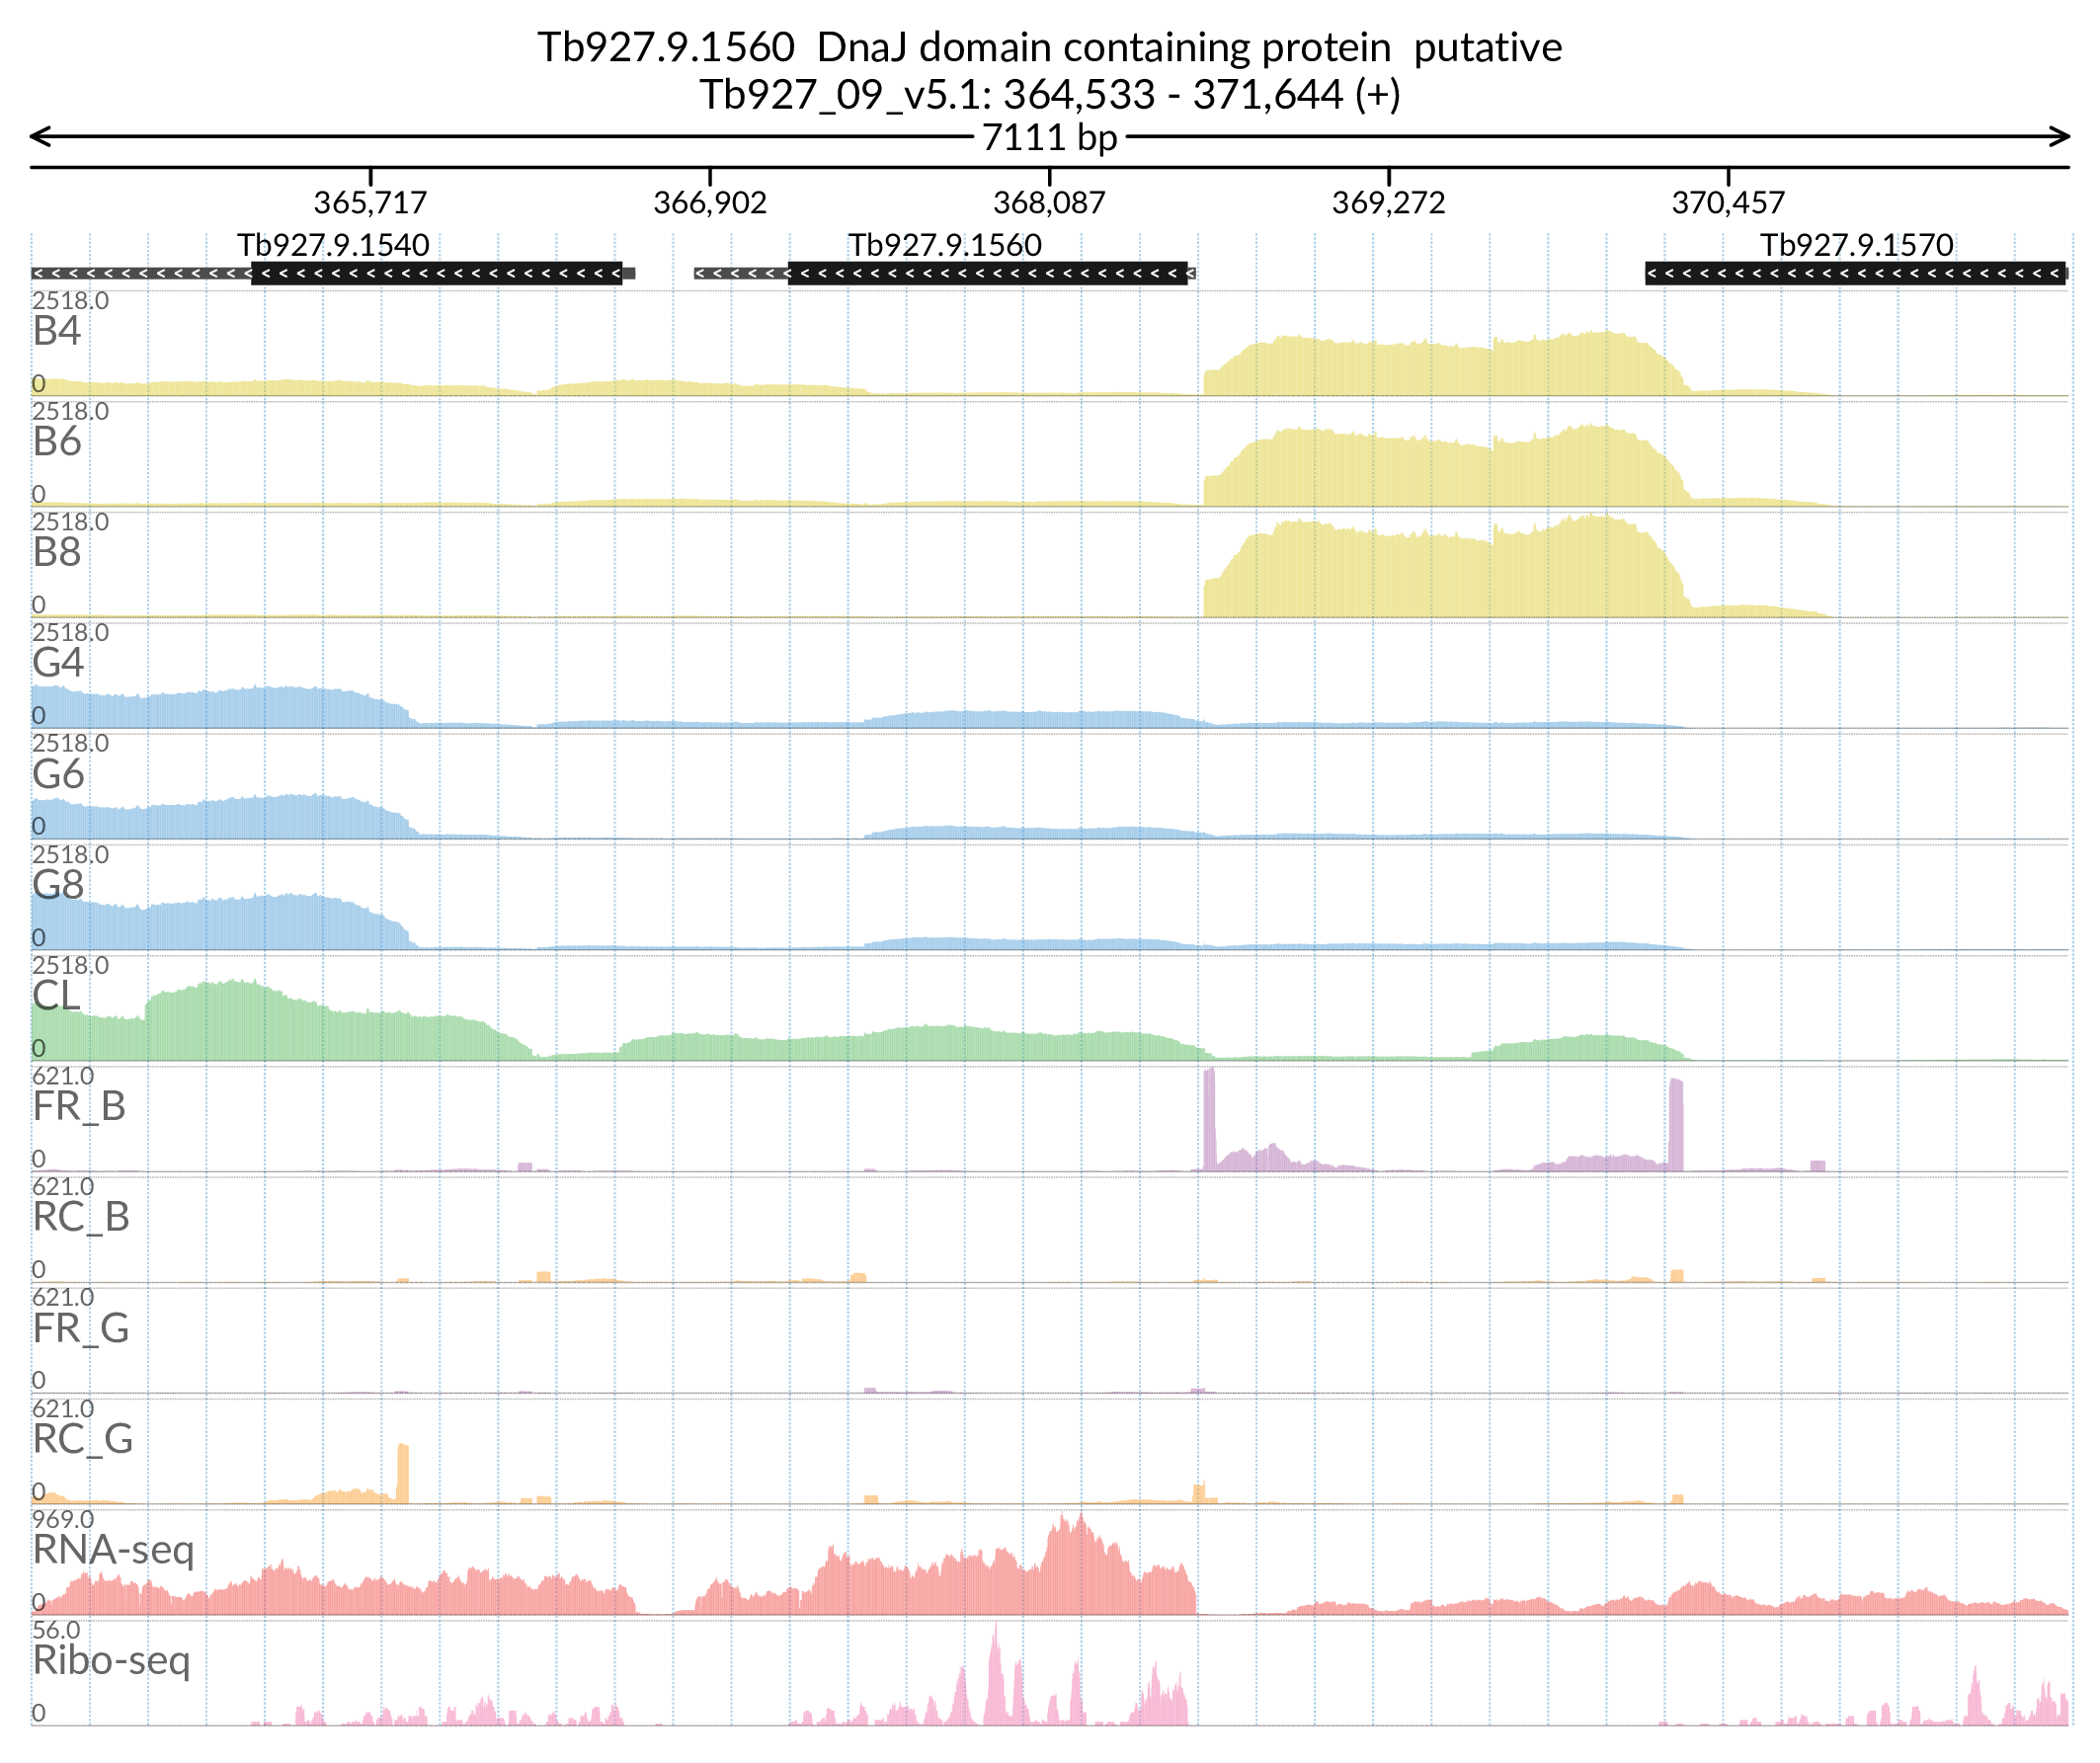 Tb927.9.1560  DnaJ domain containing protein  putative
Tb927_09_v5.1: 364,533 - 371,644 (+)
7111 bp
365,717 366,902 368,087 369,272 370,457
Tb927.9.1540 Tb927.9.1560 Tb927.9.1570
2518.0
B4
0
2518.0
B6
0
2518.0
B8
0
2518.0
G4
0
2518.0
G6
0
2518.0
G8
0
2518.0
CL
0
621.0
FR_B
0
621.0
RC_B
0
621.0
FR_G
0
621.0
RC_G
0
969.0
RNA-seq
0
56.0
Ribo-seq
0